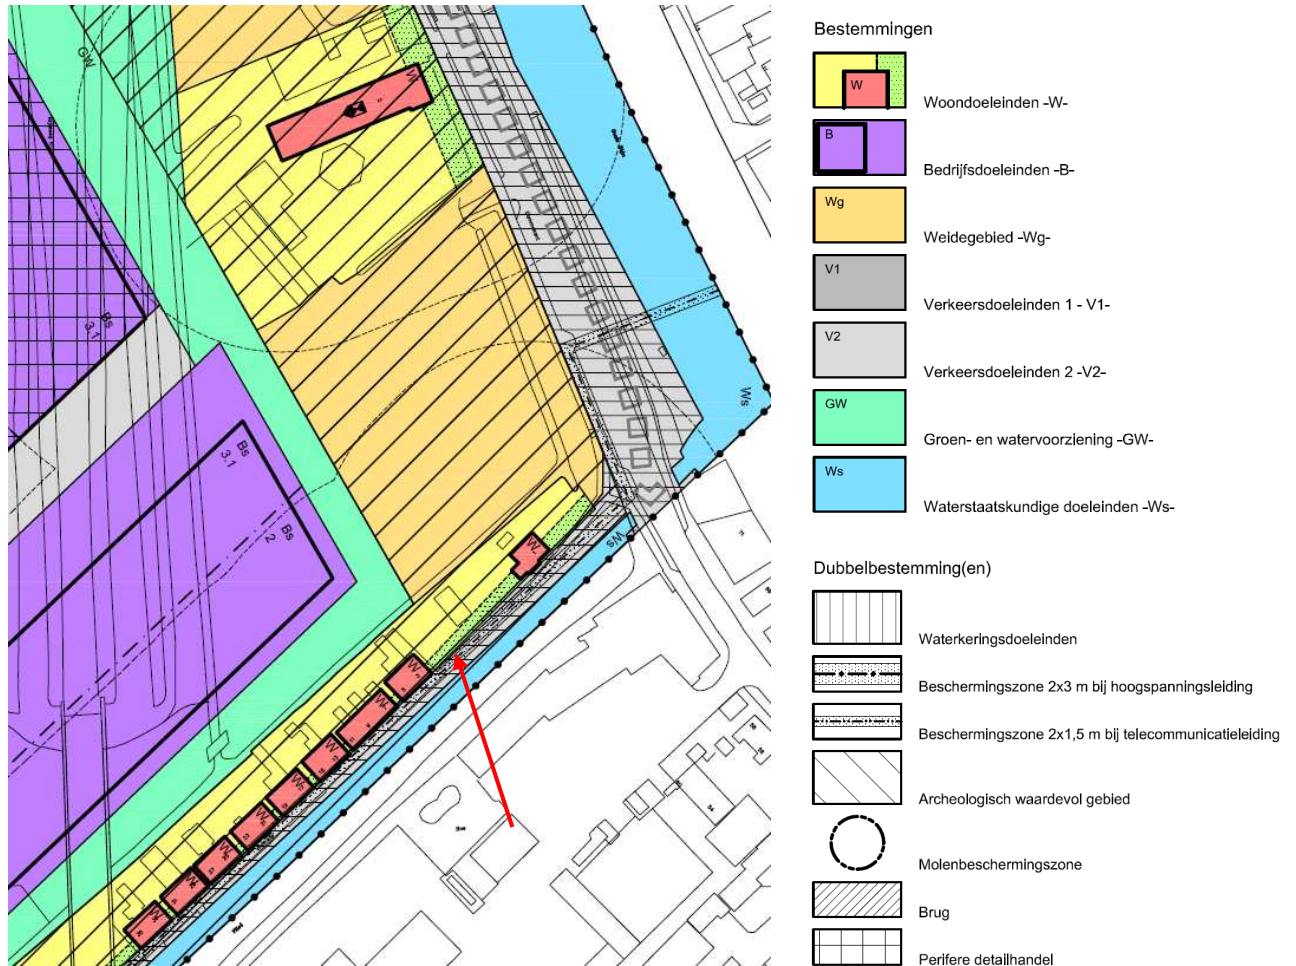 GW
W
Bs
3.1
Bs
3.1
Bs
2
Ws
Ws
W
W
W
W
W
W
W
W
Bestemmingen
W
Woondoeleinden -W-
B
Bedrijfsdoeleinden -B-
Wg
Weidegebied -Wg-
V1
Verkeersdoeleinden 1 - V1-
V2
Verkeersdoeleinden 2 -V2-
GW
Groen- en watervoorziening -GW-
Ws
Waterstaatskundige doeleinden -Ws-
Dubbelbestemming(en)
Waterkeringsdoeleinden
Beschermingszone 2x3 m bij hoogspanningsleiding
Beschermingszone 2x1,5 m bij telecommunicatieleiding
Archeologisch waardevol gebied
Molenbeschermingszone
Brug
Perifere detailhandel